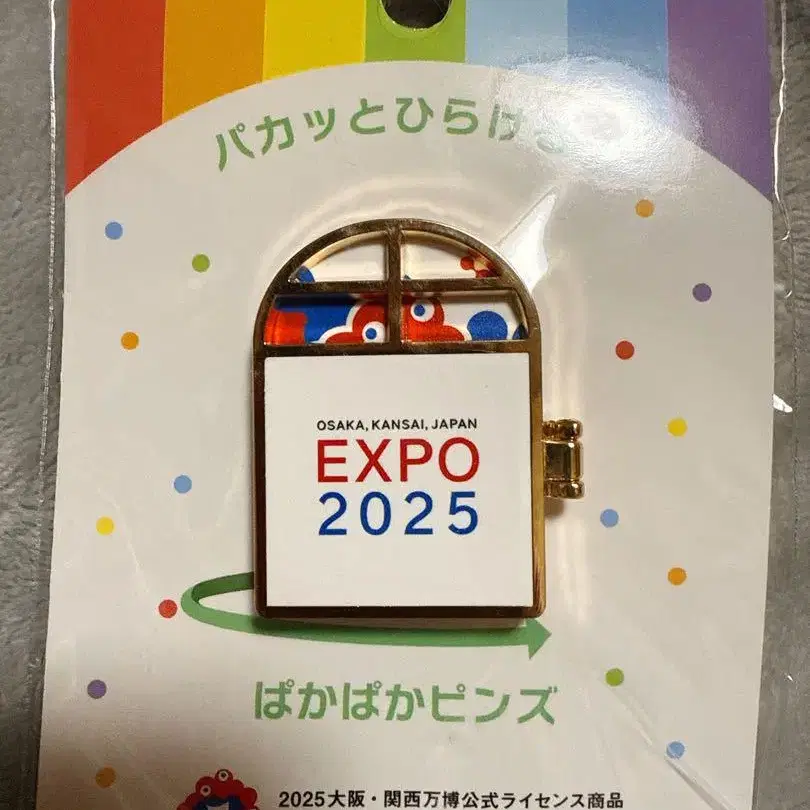 パカッとひらける
OSAKA, KANSAI, JAPAN
EXPO
2025
ぱかぱかピンズ
2025大阪・関西万博公式ライセンス商品